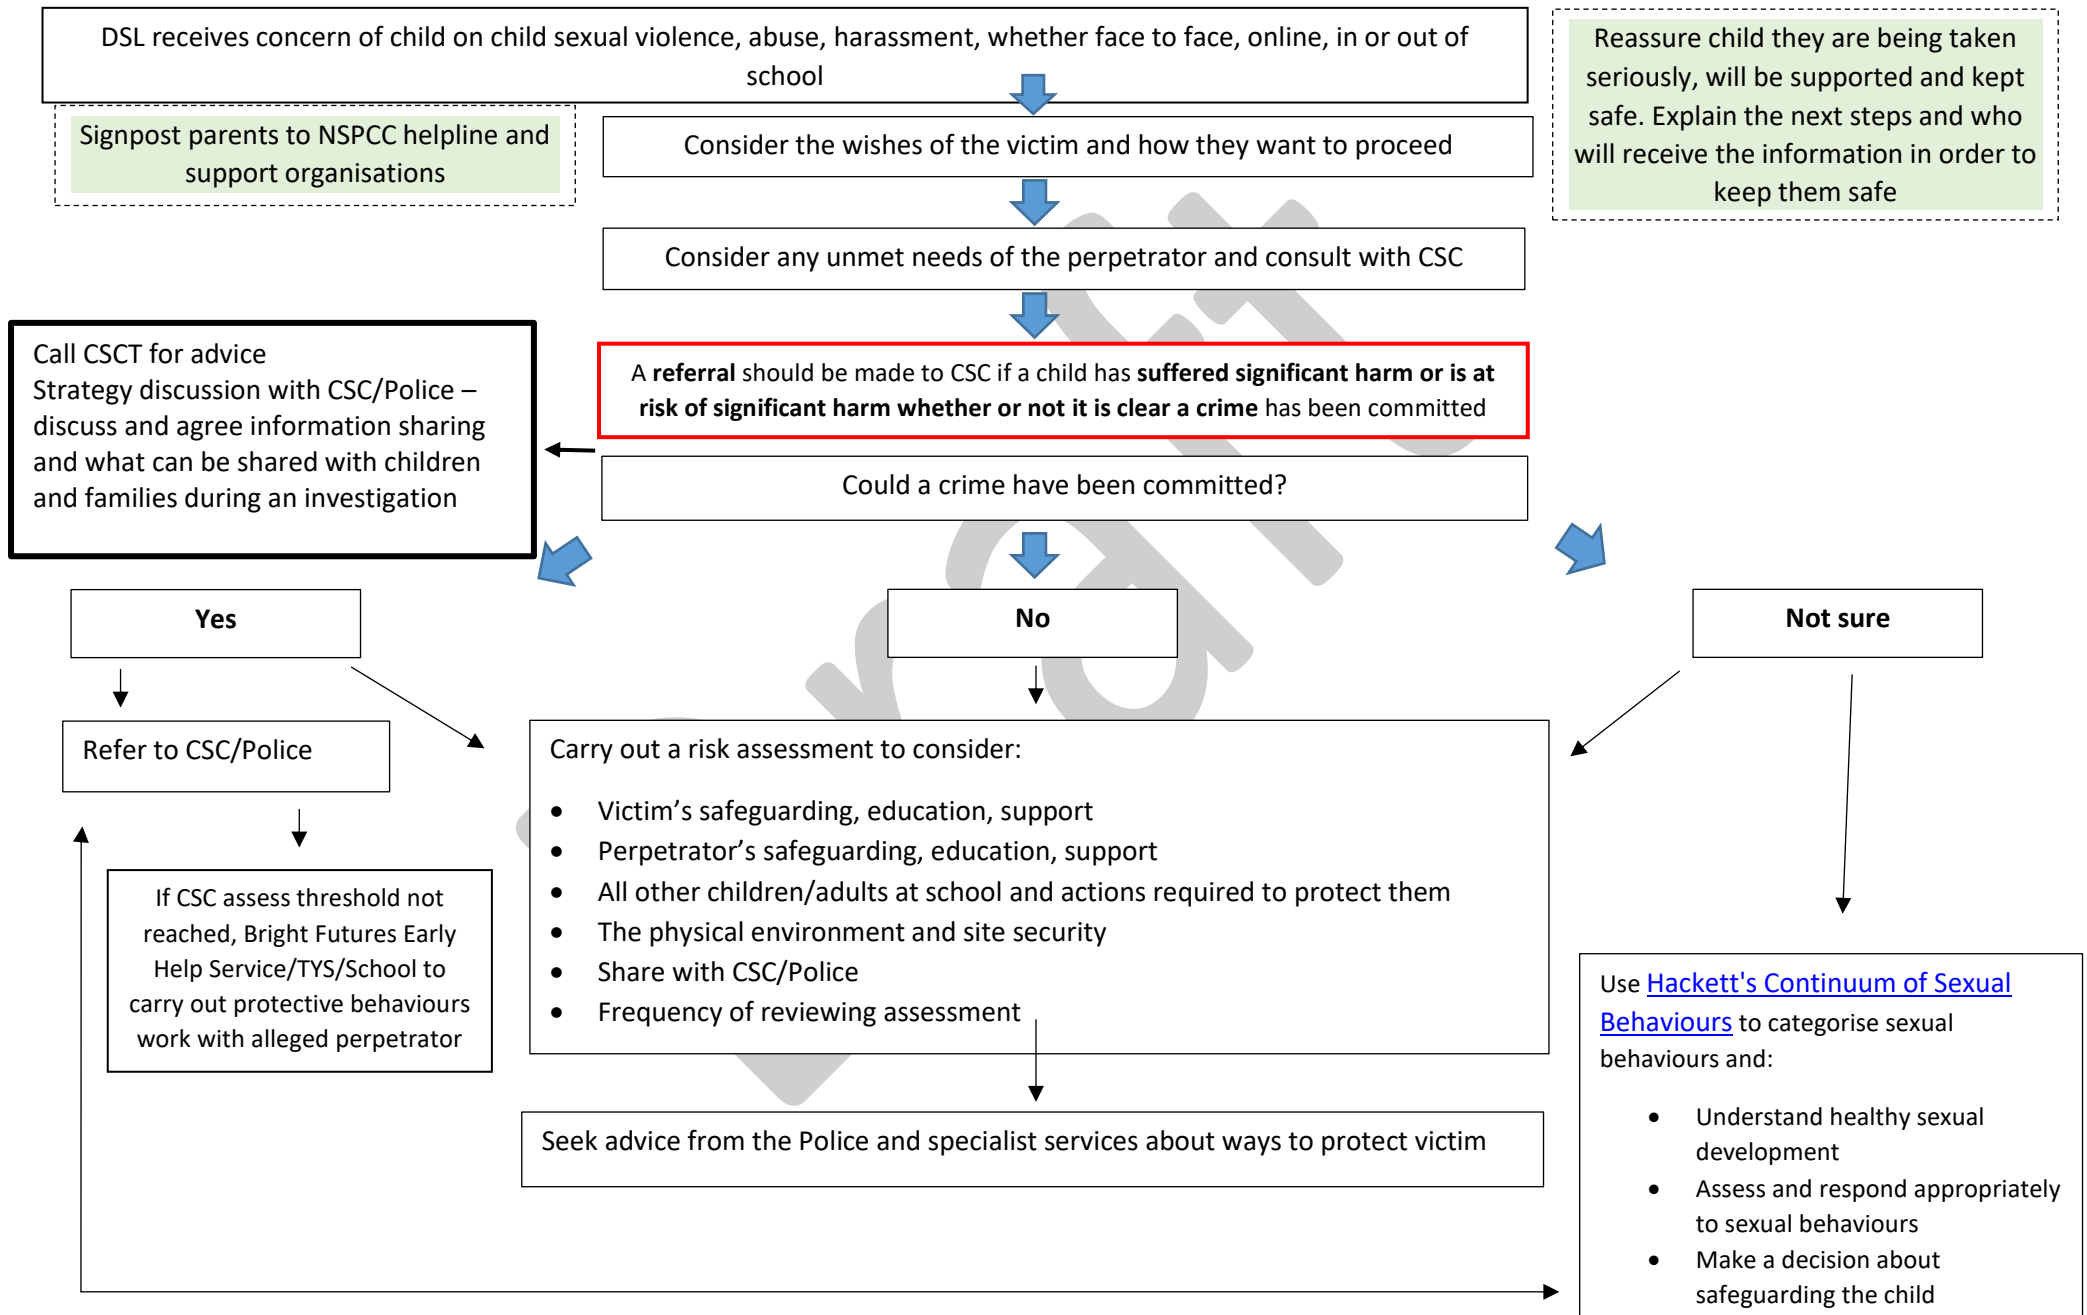 DSL receives concern of child on child sexual violence, abuse, harassment, whether face to face, online, in or out of
school
Reassure child they are being taken
seriously, will be supported and kept
safe. Explain the next steps and who
will receive the information in order to
keep them safe
Signpost parents to NSPCC helpline and
support organisations
Consider the wishes of the victim and how they want to proceed
Consider any unmet needs of the perpetrator and consult with CSC
Call CSCT for advice
Strategy discussion with CSC/Police –
discuss and agree information sharing
and what can be shared with children
and families during an investigation
A referral should be made to CSC if a child has suffered significant harm or is at
risk of significant harm whether or not it is clear a crime has been committed
Could a crime have been committed?
Yes
No
Not sure
Refer to CSC/Police
If CSC assess threshold not
reached, Bright Futures Early
Help Service/TYS/School to
carry out protective behaviours
work with alleged perpetrator
Carry out a risk assessment to consider:
• Victim’s safeguarding, education, support
• Perpetrator’s safeguarding, education, support
• All other children/adults at school and actions required to protect them
• The physical environment and site security
• Share with CSC/Police
• Frequency of reviewing assessment
Seek advice from the Police and specialist services about ways to protect victim
Use Hackett's Continuum of Sexual
Behaviours to categorise sexual
behaviours and:
• Understand healthy sexual
development
• Assess and respond appropriately
to sexual behaviours
• Make a decision about
safeguarding the child
Draft